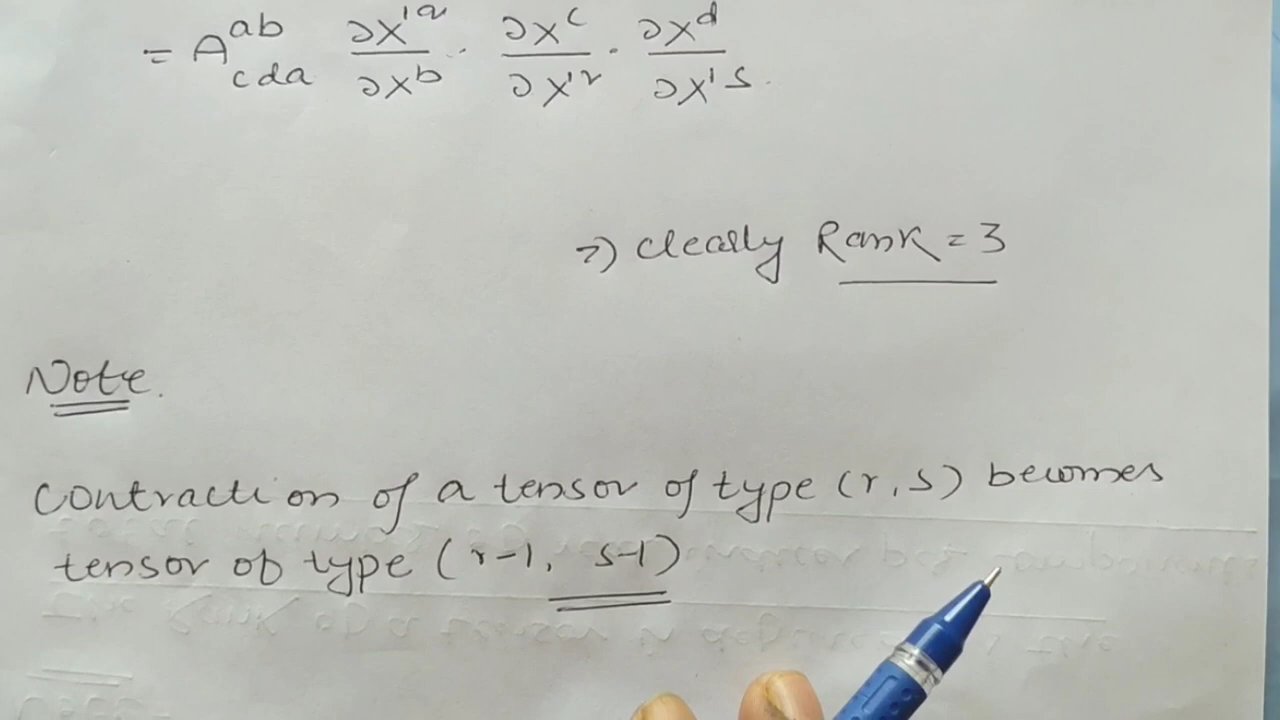 = A^{ab}_{cda} ∂x'^q/∂x^b · ∂x^c/∂x'^r · ∂x^d/∂x'^s.
⇒) clearly Rank = 3
Note.
contraction of a tensor of type (r, s) becomes
tensor of type (r-1, s-1)